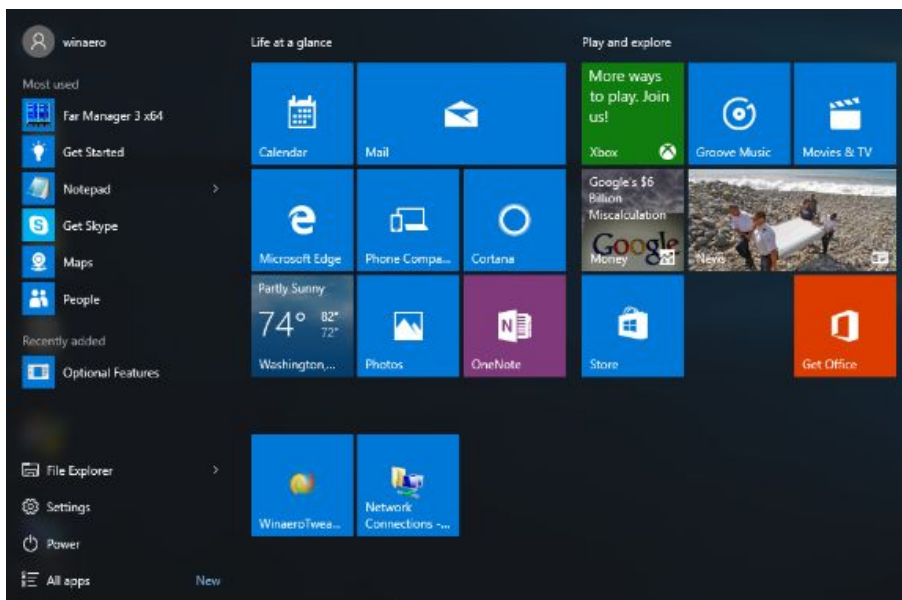 winaero
Most used
Far Manager 3 x64
Get Started
Notepad
Get Skype
Maps
People
Recently added
Optional Features
File Explorer
Settings
Power
All apps
New
Life at a glance
Calendar
Mail
Microsoft Edge
Phone Compa...
Cortana
Partly Sunny
74°
82°
72°
Washington,...
Photos
N
OneNote
WinaeroTwea...
Network
Connections -...
Play and explore
More ways
to play. Join
us!
Xbox
Groove Music
Movies & TV
Google's $6
Billion
Miscalculation
Google
Money
News
Store
Get Office